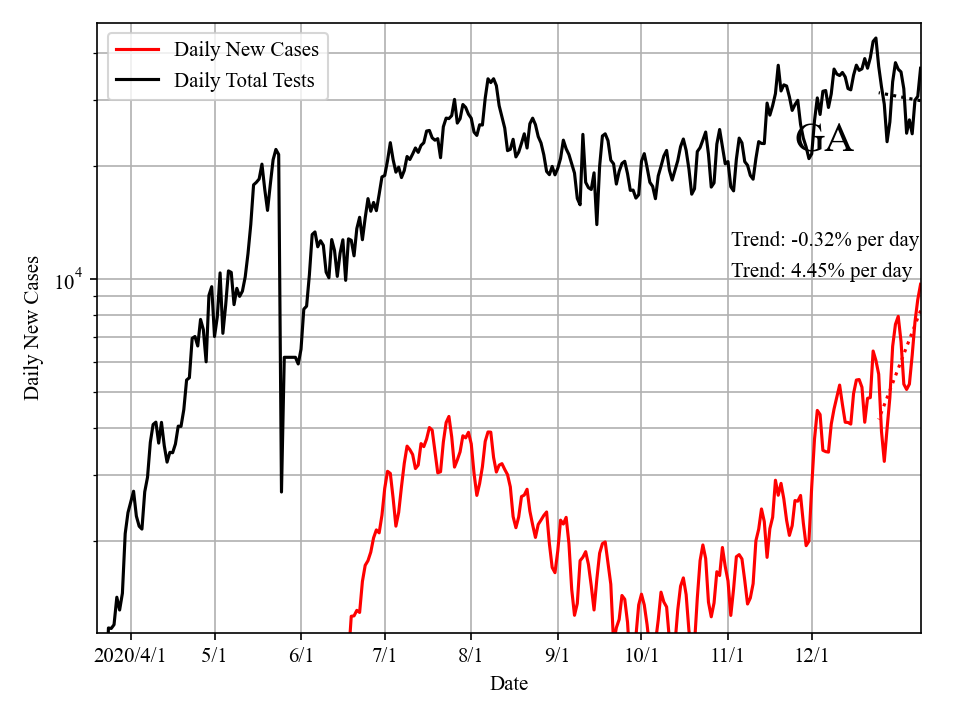 Daily New Cases
Daily Total Tests
GA
Trend: -0.32% per day
Trend: 4.45% per day
10^4
Daily New Cases
2020/4/1 5/1 6/1 7/1 8/1 9/1 10/1 11/1 12/1
Date